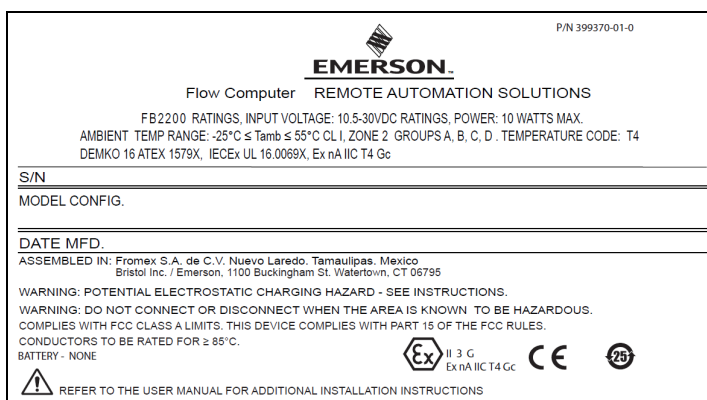 P/N 399370-01-0
EMERSON™
Flow Computer REMOTE AUTOMATION SOLUTIONS
FB2200 RATINGS, INPUT VOLTAGE: 10.5-30VDC RATINGS, POWER: 10 WATTS MAX.
AMBIENT TEMP RANGE: -25°C ≤ Tamb ≤ 55°C CL I, ZONE 2 GROUPS A, B, C, D . TEMPERATURE CODE: T4
DEMKO 16 ATEX 1579X, IECEx UL 16.0069X, Ex nA IIC T4 Gc
S/N
MODEL CONFIG.
DATE MFD.
ASSEMBLED IN: Fromex S.A. de C.V. Nuevo Laredo. Tamaulipas. Mexico
Bristol Inc. / Emerson, 1100 Buckingham St. Watertown, CT 06795
WARNING: POTENTIAL ELECTROSTATIC CHARGING HAZARD - SEE INSTRUCTIONS.
WARNING: DO NOT CONNECT OR DISCONNECT WHEN THE AREA IS KNOWN TO BE HAZARDOUS.
COMPLIES WITH FCC CLASS A LIMITS. THIS DEVICE COMPLIES WITH PART 15 OF THE FCC RULES.
CONDUCTORS TO BE RATED FOR ≥ 85°C.
BATTERY - NONE
Ex II 3 G
Ex nA IIC T4 Gc
CE
25
REFER TO THE USER MANUAL FOR ADDITIONAL INSTALLATION INSTRUCTIONS